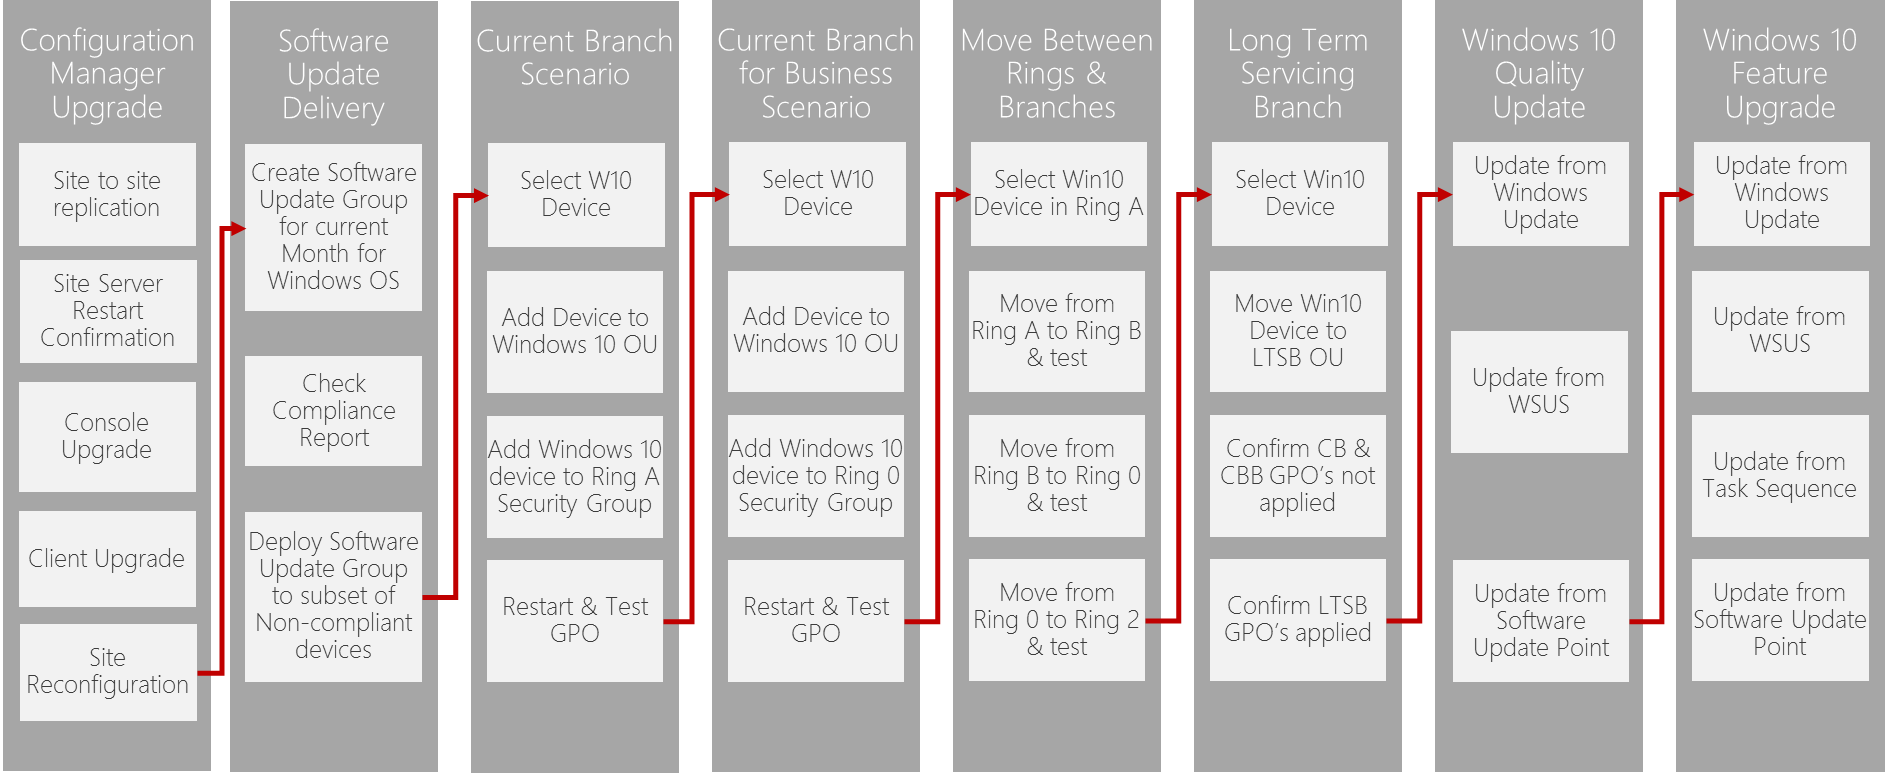 Configuration
Manager
Upgrade
Site to site
replication
Site Server
Restart
Confirmation
Console
Upgrade
Client Upgrade
Site
Reconfiguration
Software
Update
Delivery
Create Software
Update Group
for current
Month for
Windows OS
Check
Compliance
Report
Deploy Software
Update Group
to subset of
Non-compliant
devices
Current Branch
Scenario
Select W10
Device
Add Device to
Windows 10 OU
Add Windows 10
device to Ring A
Security Group
Restart & Test
GPO
Current Branch
for Business
Scenario
Select W10
Device
Add Device to
Windows 10 OU
Add Windows 10
device to Ring 0
Security Group
Restart & Test
GPO
Move Between
Rings &
Branches
Select Win10
Device in Ring A
Move from
Ring A to Ring B
& test
Move from
Ring B to Ring 0
& test
Move from
Ring 0 to Ring 2
& test
Long Term
Servicing
Branch
Select Win10
Device
Move Win10
Device to
LTSB OU
Confirm CB &
CBB GPO's not
applied
Confirm LTSB
GPO's applied
Windows 10
Quality
Update
Update from
Windows
Update
Update from
WSUS
Update from
Software
Update Point
Windows 10
Feature
Upgrade
Update from
Windows
Update
Update from
WSUS
Update from
Task Sequence
Update from
Software Update
Point